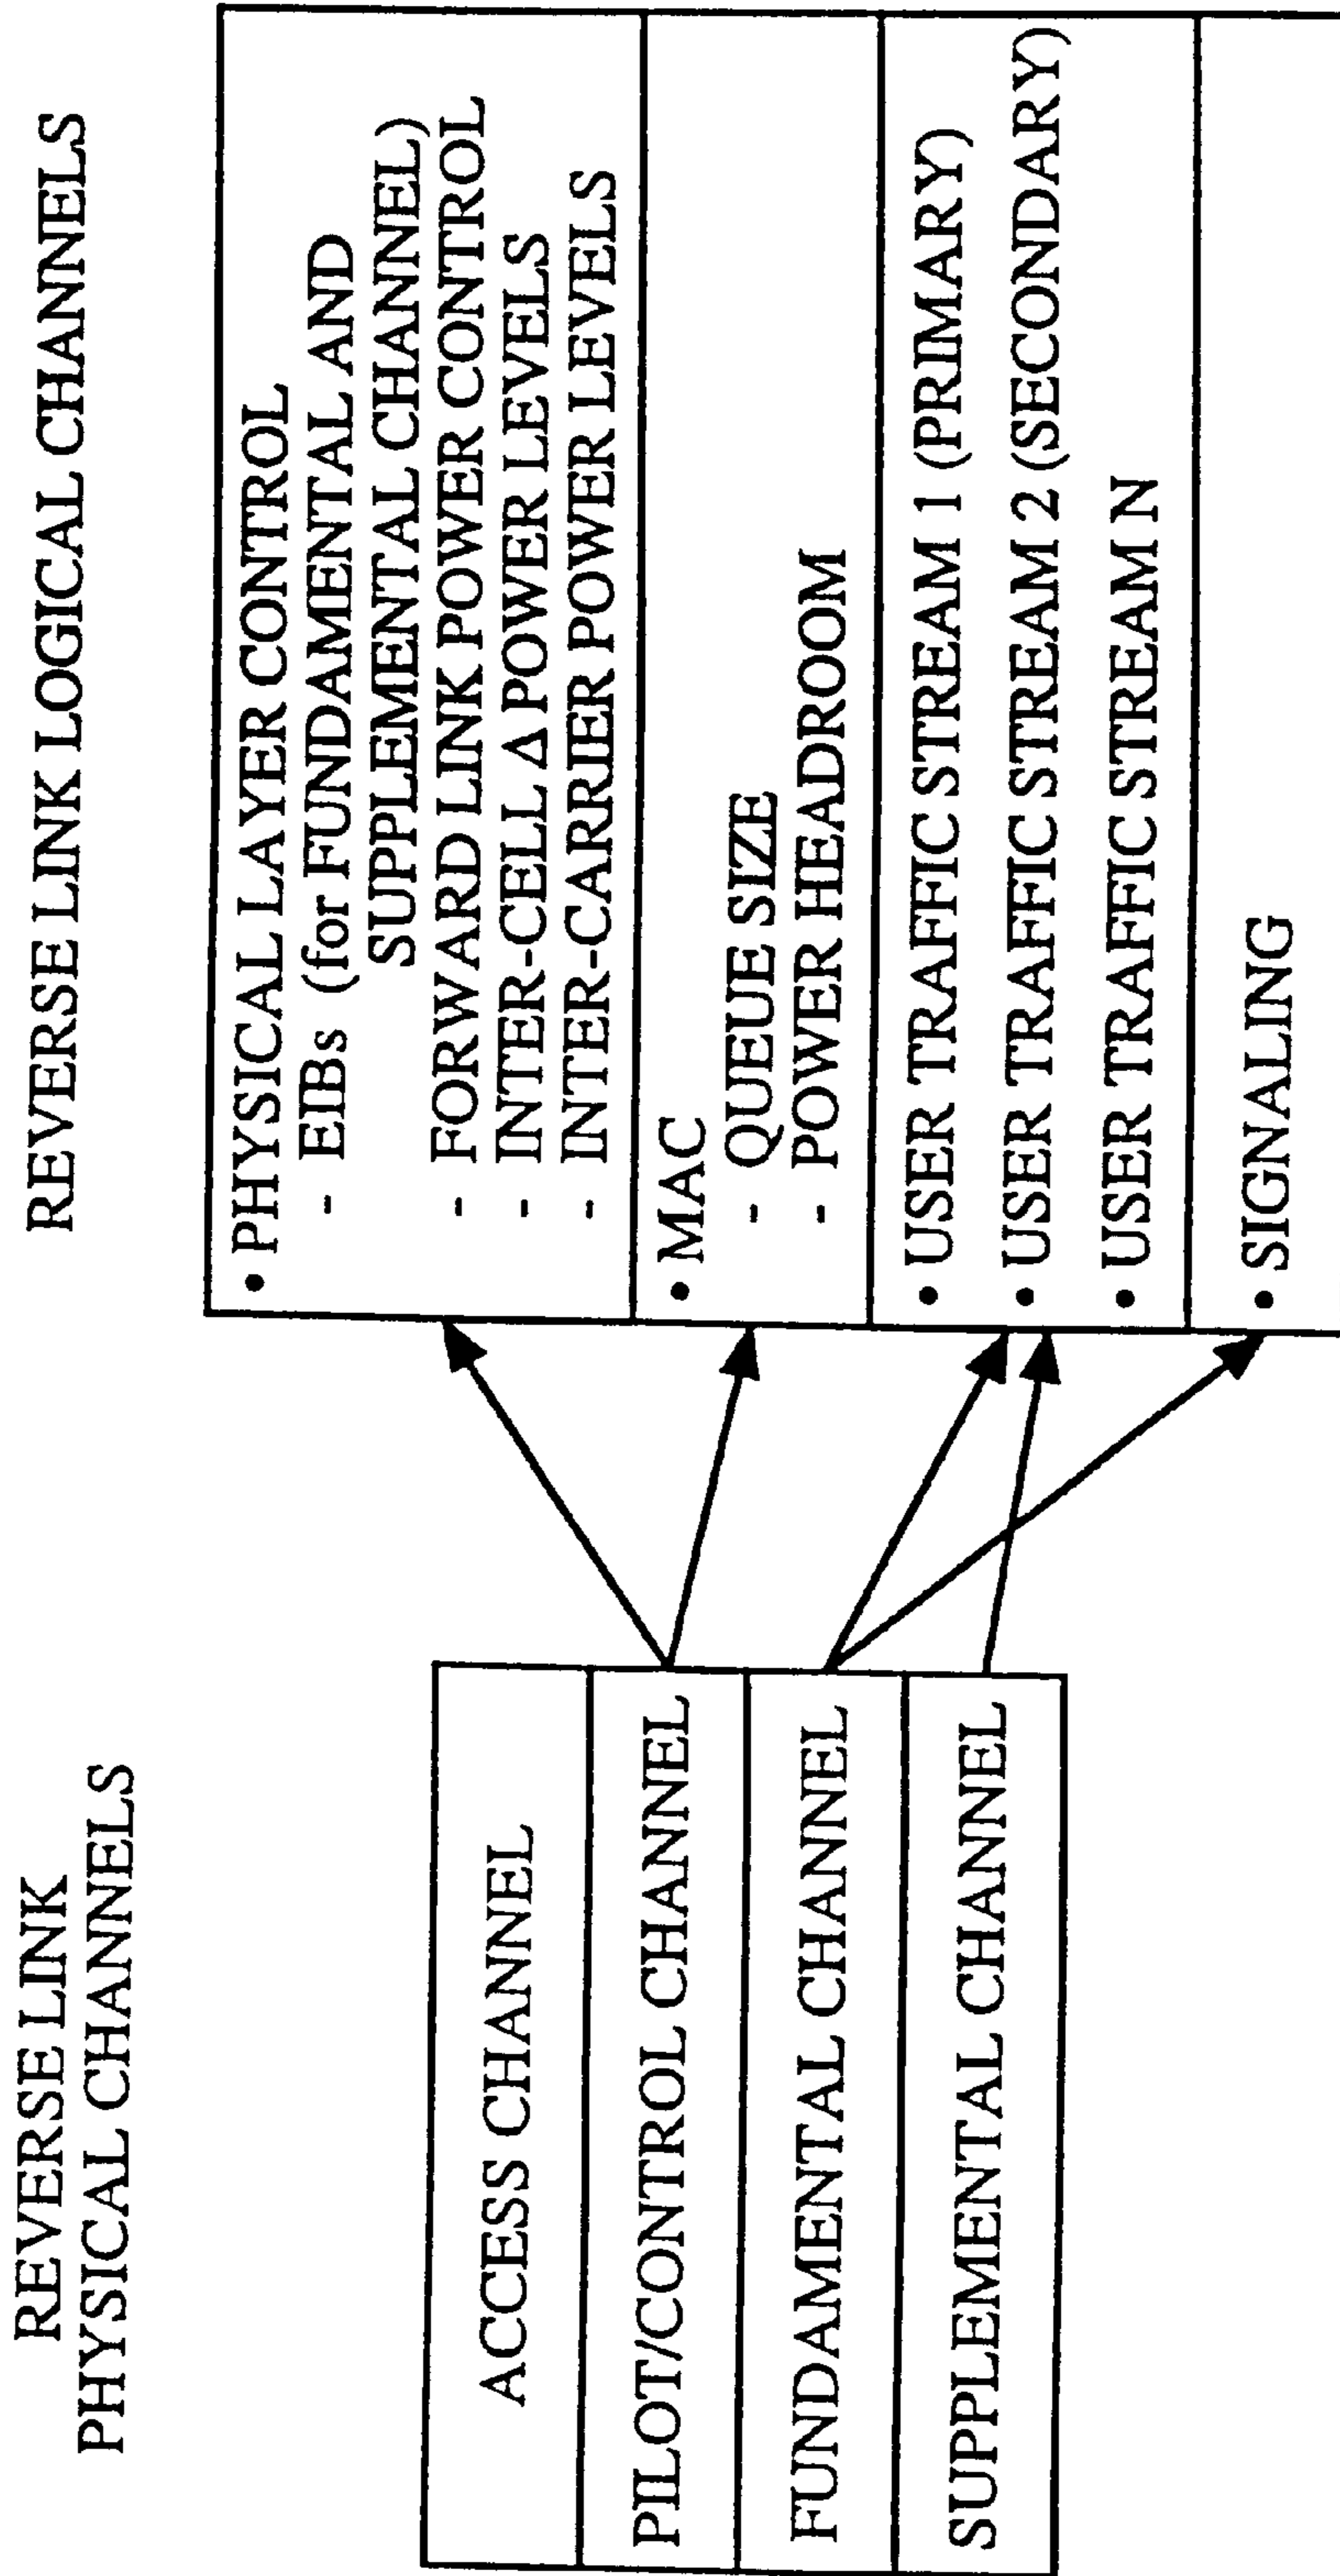 REVERSE LINK
PHYSICAL CHANNELS
ACCESS CHANNEL
PILOT/CONTROL CHANNEL
FUNDAMENTAL CHANNEL
SUPPLEMENTAL CHANNEL
REVERSE LINK LOGICAL CHANNELS
• PHYSICAL LAYER CONTROL
- EIBs (for FUNDAMENTAL AND
SUPPLEMENTAL CHANNEL)
- FORWARD LINK POWER CONTROL
- INTER-CELL Δ POWER LEVELS
- INTER-CARRIER POWER LEVELS
• MAC
- QUEUE SIZE
- POWER HEADROOM
• USER TRAFFIC STREAM 1 (PRIMARY)
• USER TRAFFIC STREAM 2 (SECONDARY)
• USER TRAFFIC STREAM N
• SIGNALING